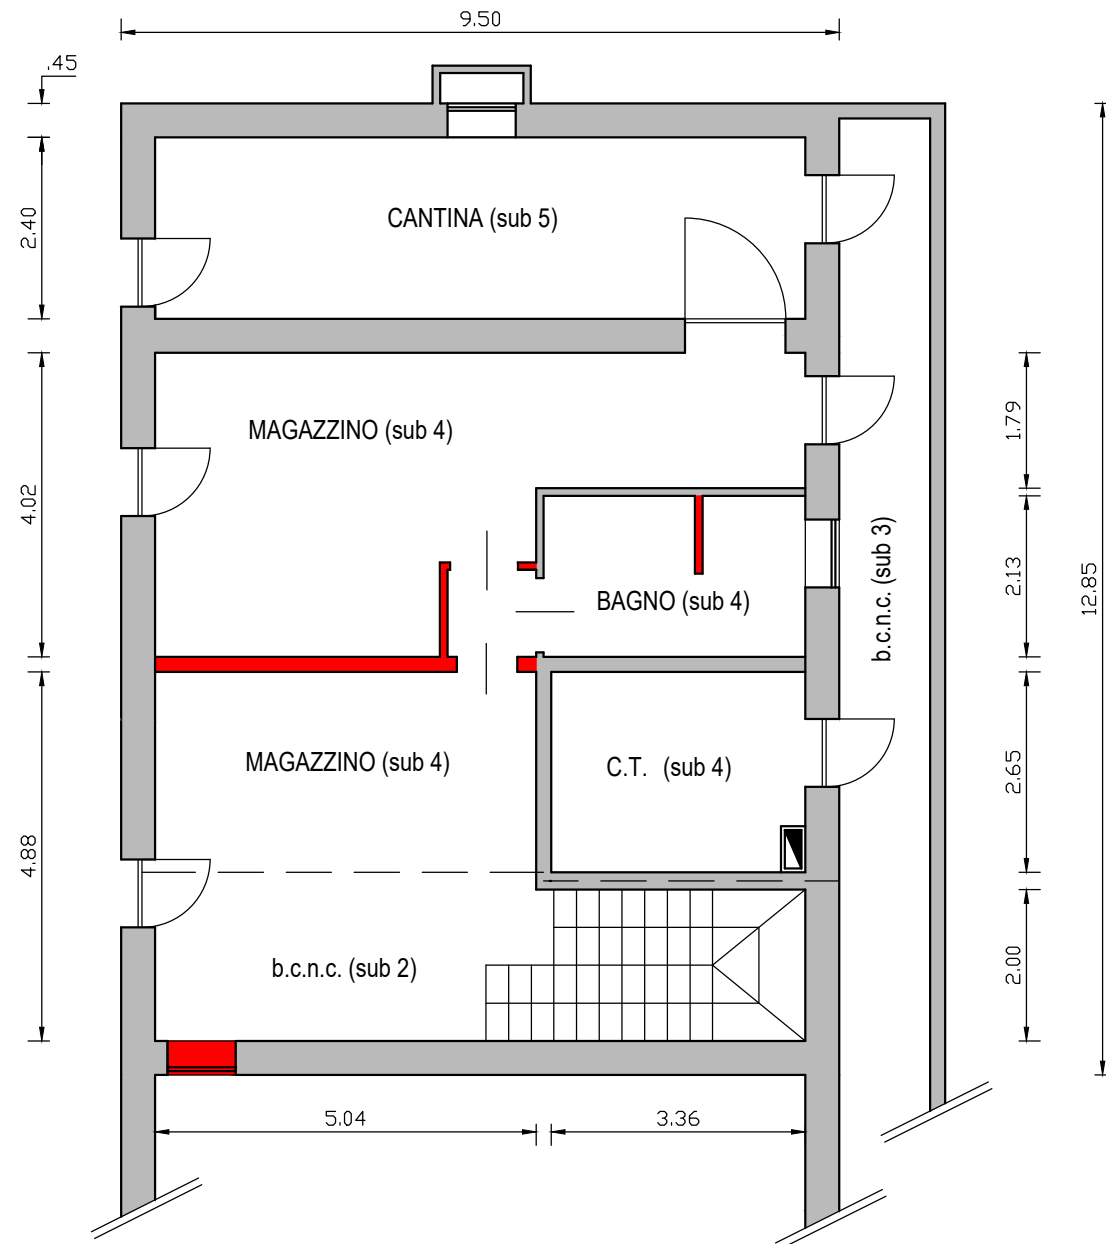 9.50
.45
2.40
CANTINA (sub 5)
MAGAZZINO (sub 4)
1.79
4.02
BAGNO (sub 4)
2.13
b.c.n.c. (sub 3)
12.85
MAGAZZINO (sub 4)
C.T. (sub 4)
2.65
4.88
b.c.n.c. (sub 2)
2.00
5.04
3.36